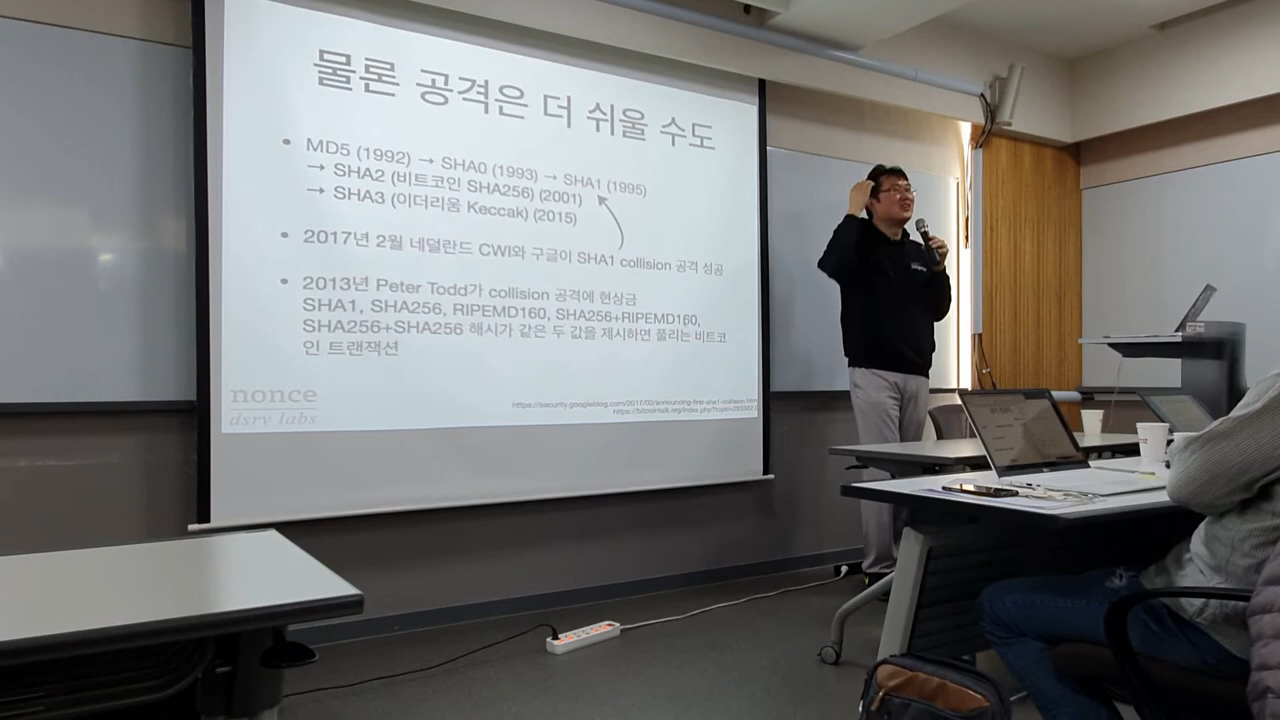 물론 공격은 더 쉬울 수도
• MD5 (1992) → SHA0 (1993) → SHA1 (1995)
→ SHA2 (비트코인 SHA256) (2001)
→ SHA3 (이더리움 Keccak) (2015)
• 2017년 2월 네덜란드 CWI와 구글이 SHA1 collision 공격 성공
• 2013년 Peter Todd가 collision 공격에 현상금
SHA1, SHA256, RIPEMD160, SHA256+RIPEMD160,
SHA256+SHA256 해시가 같은 두 값을 제시하면 풀리는 비트코
인 트랜잭션
nonce
dsrv labs